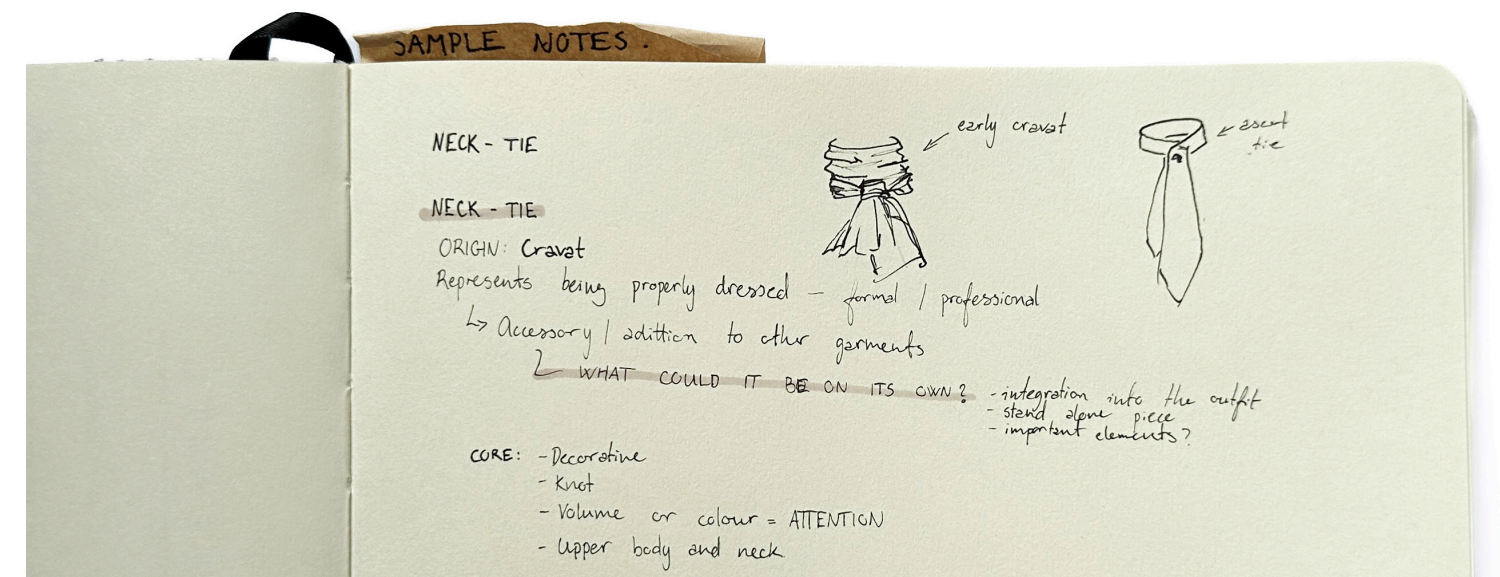 SAMPLE NOTES.
NECK - TIE
early cravat
ascot
tie
NECK - TIE
ORIGIN: Cravat
Represents being properly dressed – formal / professional
↳ Accessory / adittion to other garments
WHAT COULD IT BE ON ITS OWN?
- integration into the outfit
- stand alone piece
- important elements?
CORE: - Decorative
- Knot
- Volume or colour = ATTENTION
- Upper body and neck